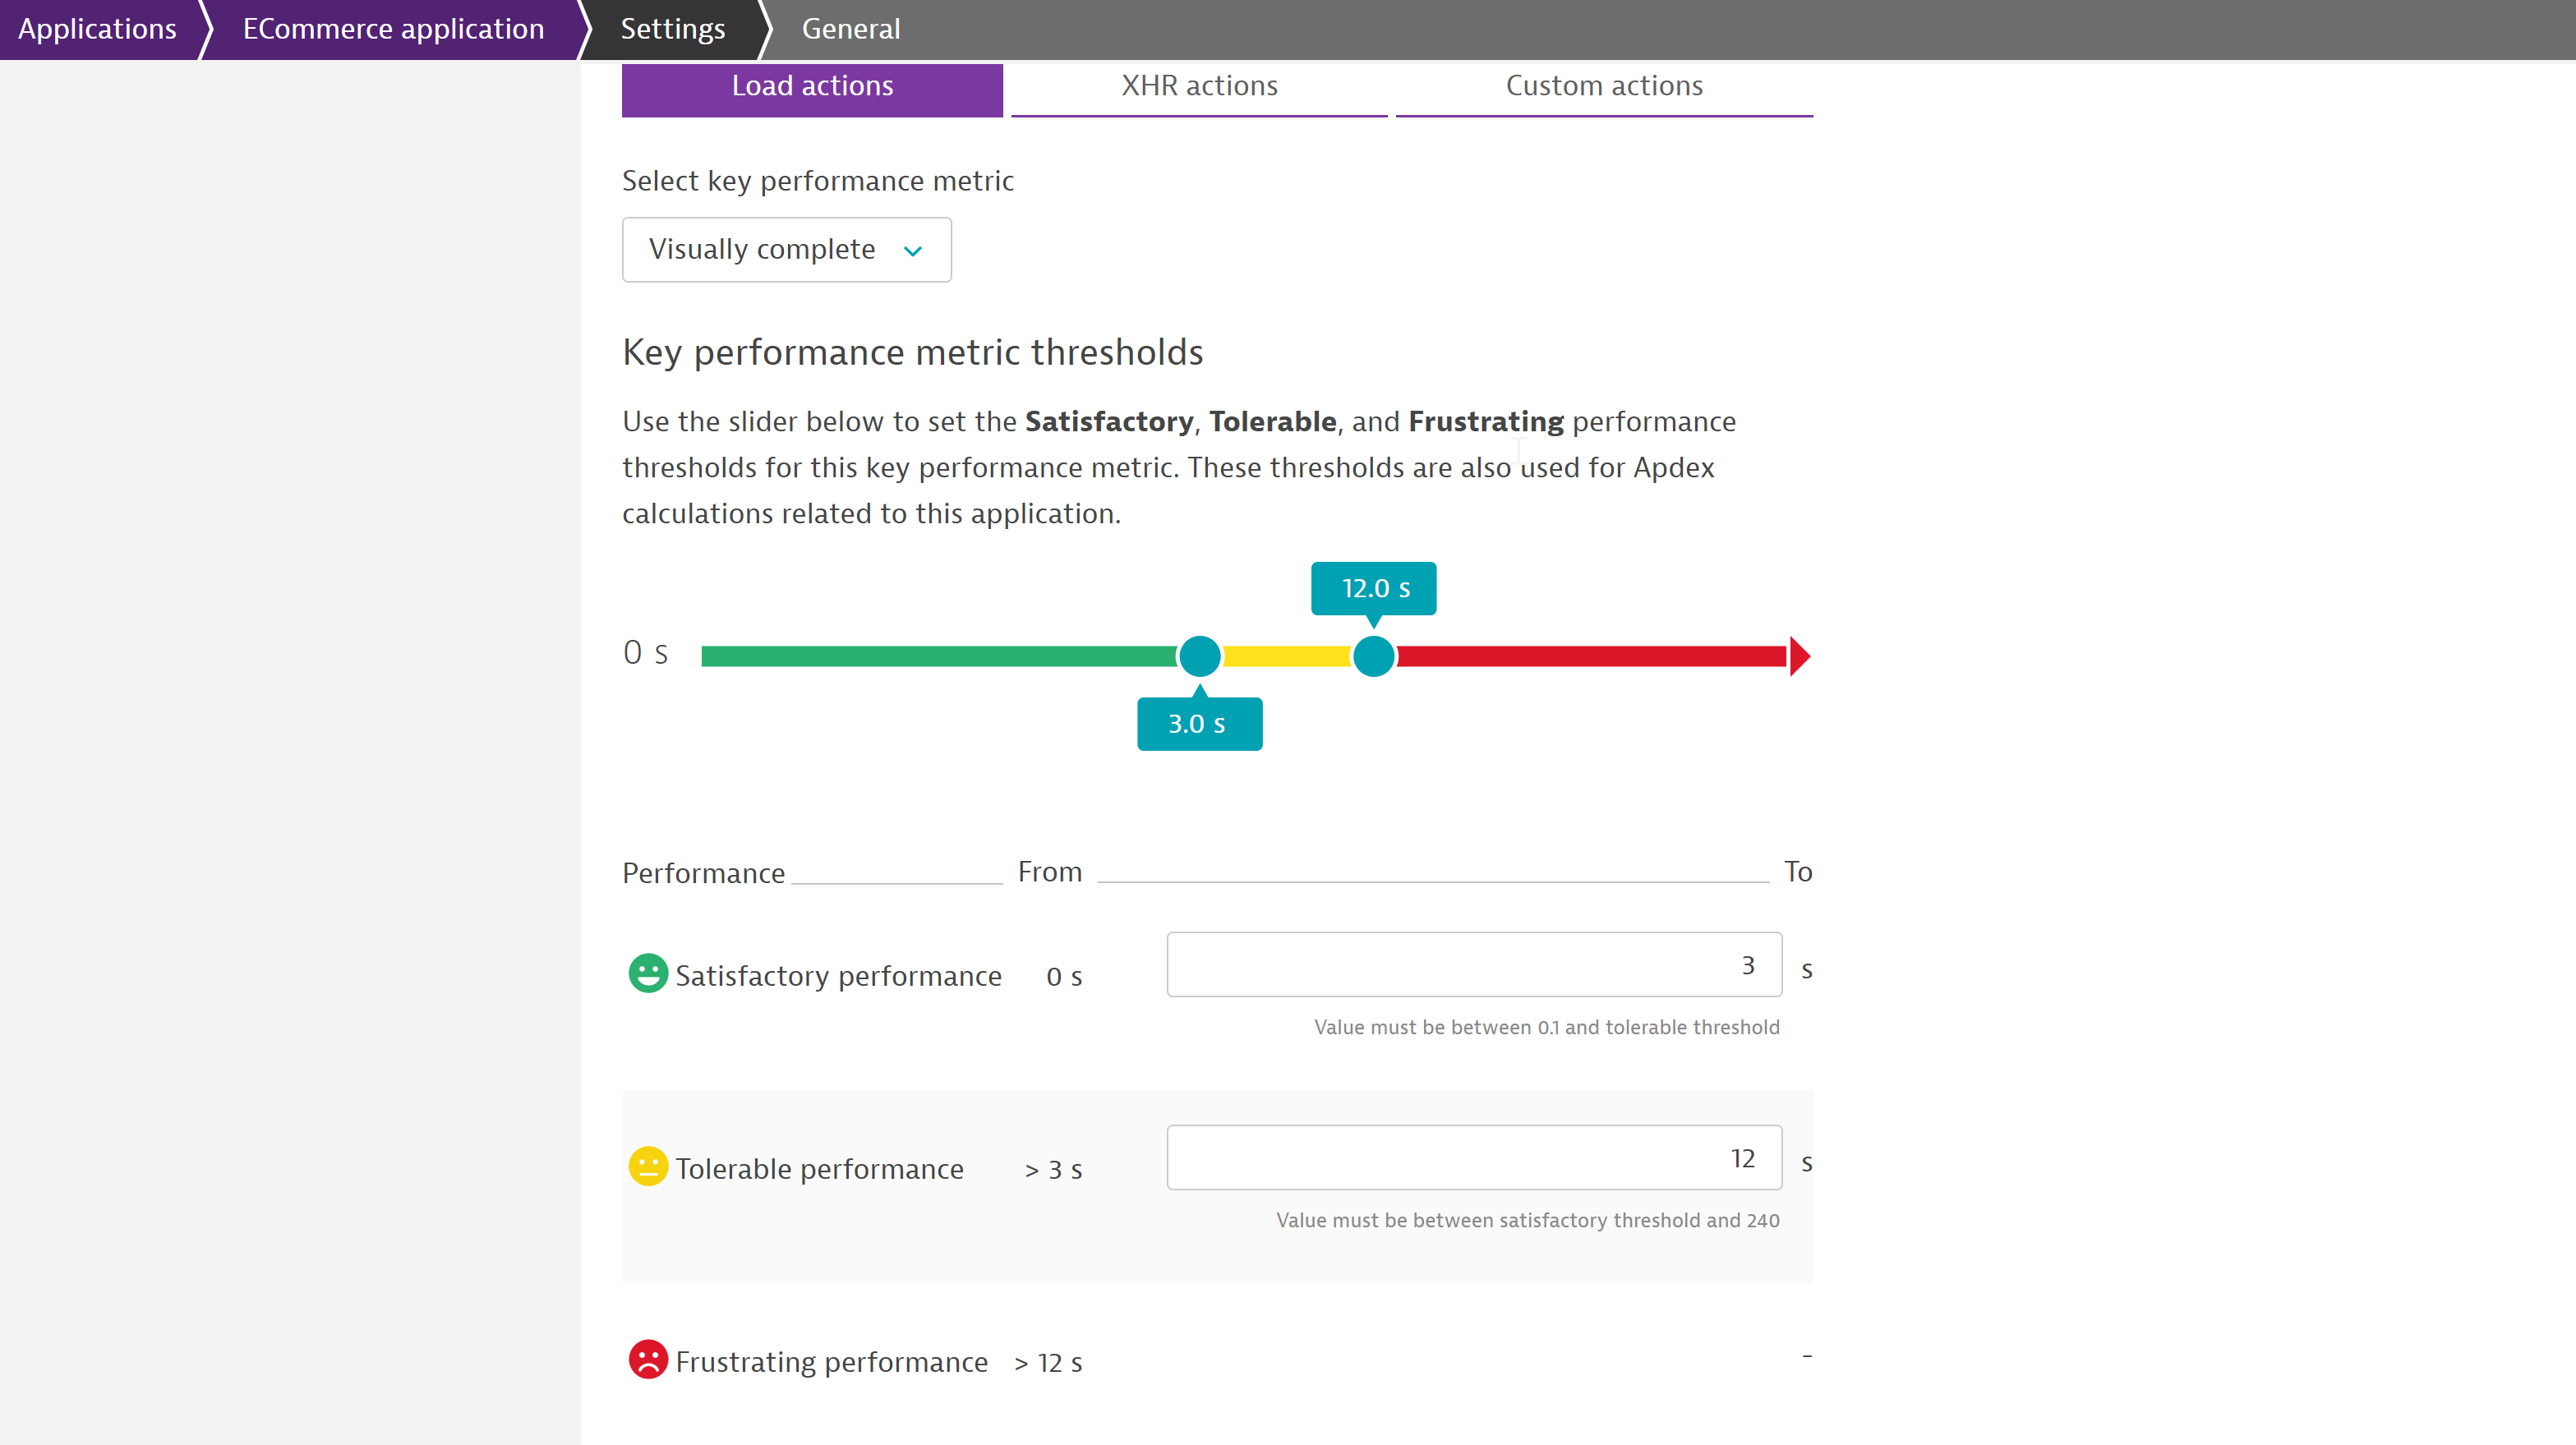 Applications ECommerce application Settings General
Load actions XHR actions Custom actions
Select key performance metric
Visually complete
Key performance metric thresholds
Use the slider below to set the Satisfactory, Tolerable, and Frustrating performance
thresholds for this key performance metric. These thresholds are also used for Apdex
calculations related to this application.
12.0 s
0 s
3.0 s
Performance From To
Satisfactory performance 0 s 3 s
Value must be between 0.1 and tolerable threshold
Tolerable performance > 3 s 12 s
Value must be between satisfactory threshold and 240
Frustrating performance > 12 s -